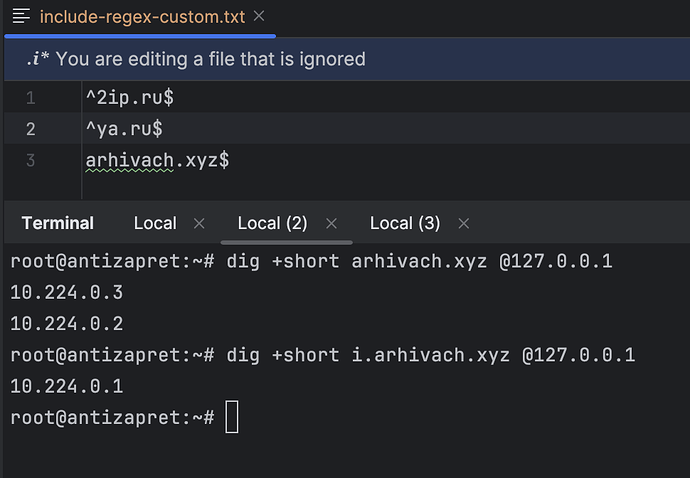 include-regex-custom.txt
.i* You are editing a file that is ignored
1 ^2ip.ru$
2 ^ya.ru$
3 arhivach.xyz$
Terminal Local Local (2) Local (3)
root@antizapret:~# dig +short arhivach.xyz @127.0.0.1
10.224.0.3
10.224.0.2
root@antizapret:~# dig +short i.arhivach.xyz @127.0.0.1
10.224.0.1
root@antizapret:~#